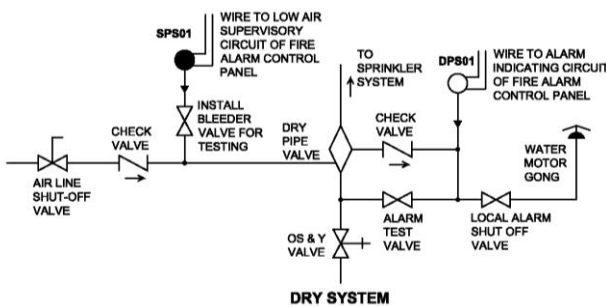 SPS01
WIRE TO LOW AIR
SUPERVISORY
CIRCUIT OF FIRE
ALARM CONTROL
PANEL
TO
SPRINKLER
SYSTEM
DPS01
WIRE TO ALARM
INDICATING CIRCUIT
OF FIRE ALARM
CONTROL PANEL
INSTALL
BLEEDER
VALVE FOR
TESTING
CHECK
VALVE
DRY
PIPE
VALVE
CHECK
VALVE
WATER
MOTOR
GONG
AIR LINE
SHUT-OFF
VALVE
ALARM
TEST
VALVE
LOCAL ALARM
SHUT OFF
VALVE
OS & Y
VALVE
DRY SYSTEM